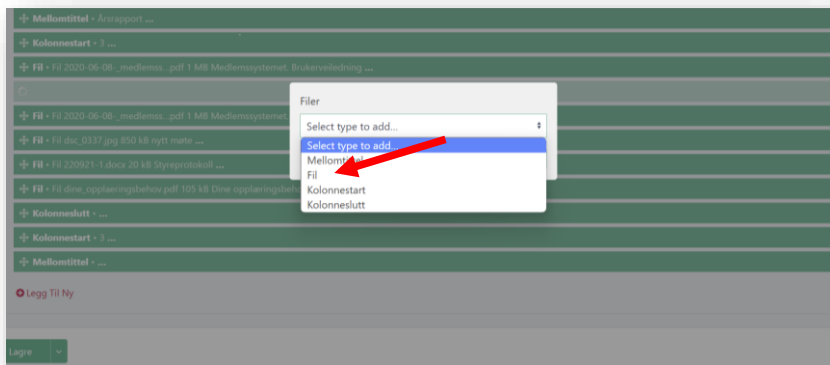 Mellomtittel • Årsrapport ...
Kolonnestart • 3 ...
Fil • Fil 2020-06-08-_medlemss...pdf 1 MB Medlemssystemet. Brukerveiledning ...
Filer
Fil • Fil 2020-06-08-_medlemss...pdf 1 MB Medlemssystemet.
Select type to add...
Fil • Fil dsc_0337.jpg 850 kB nytt møte ...
Select type to add...
Mellomtittel
Fil • Fil 220921-1.docx 20 kB Styreprotokoll ...
Fil
Fil • Fil dine_opplaeringsbehov.pdf 105 kB Dine opplæringsbeh
Kolonnestart
Kolonneslutt
Kolonneslutt • ...
Kolonnestart • 3 ...
Mellomtittel • ...
Legg Til Ny
Lagre